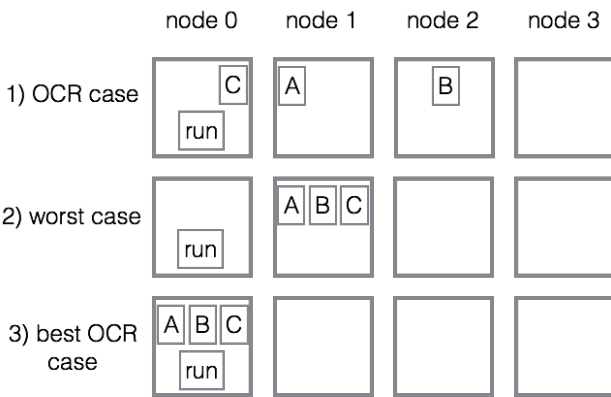 node 0 node 1 node 2 node 3
1) OCR case
C A B
run
2) worst case
A B C
run
3) best OCR
case
A B C
run